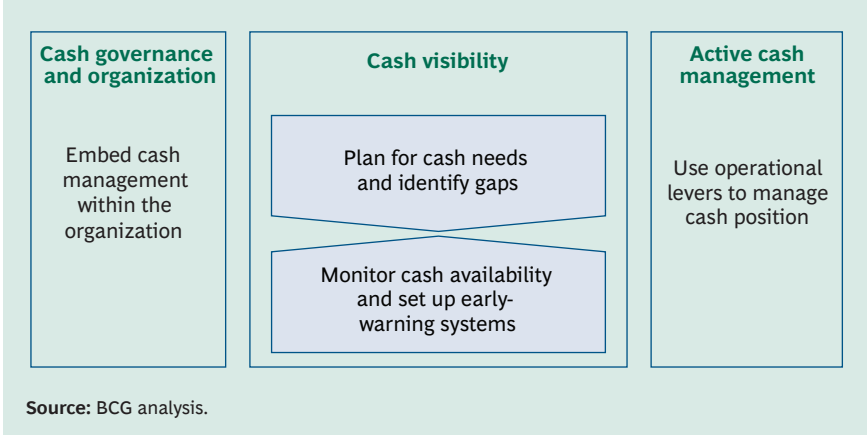 Cash governance
and organization
Embed cash
management
within the
organization
Cash visibility
Plan for cash needs
and identify gaps
Monitor cash availability
and set up early-
warning systems
Active cash
management
Use operational
levers to manage
cash position
Source: BCG analysis.